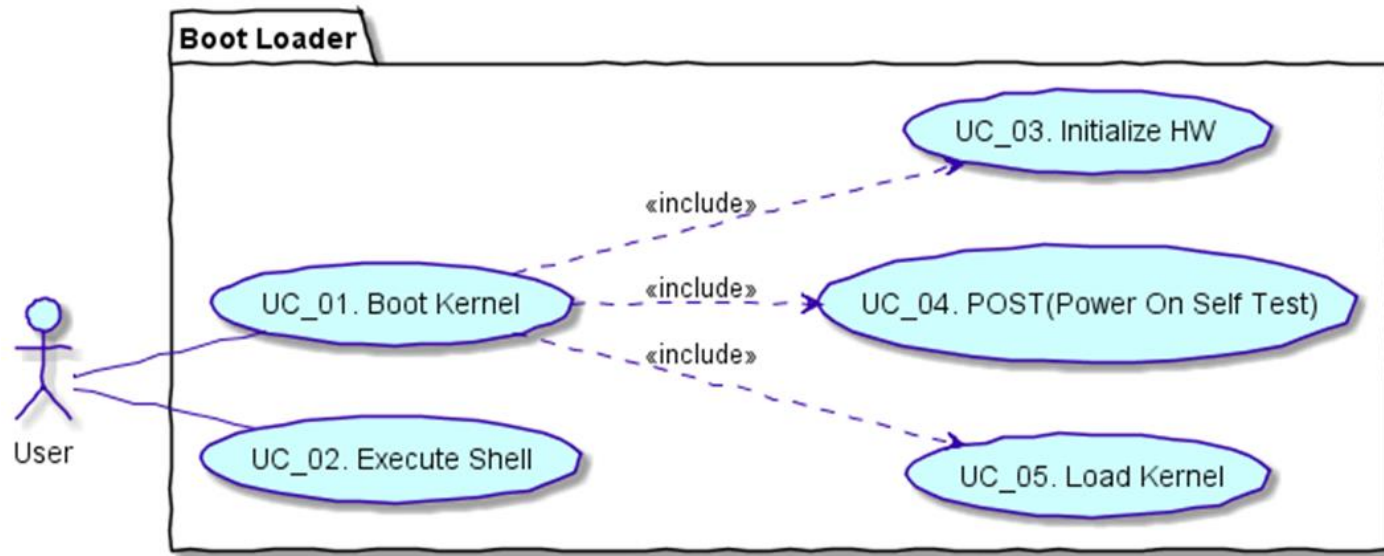 Boot Loader
UC_03. Initialize HW
«include»
UC_01. Boot Kernel
«include»
UC_04. POST(Power On Self Test)
«include»
User
UC_02. Execute Shell
UC_05. Load Kernel